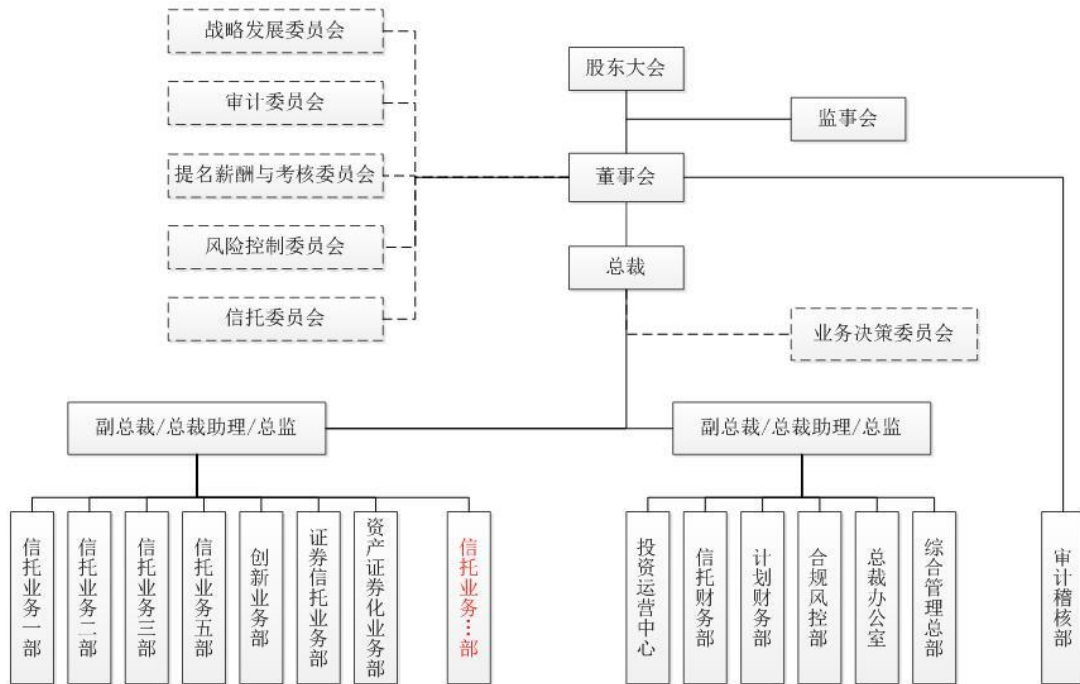 战略发展委员会
股东大会
审计委员会
监事会
提名薪酬与考核委员会
董事会
风险控制委员会
总裁
信托委员会
业务决策委员会
副总裁/总裁助理/总监
副总裁/总裁助理/总监
信托业务一部
信托业务二部
信托业务三部
信托业务五部
创新业务部
证券信托业务部
资产证券化业务部
信托业务…部
投资运营中心
信托财务部
计划财务部
合规风控部
总裁办公室
综合管理总部
审计稽核部